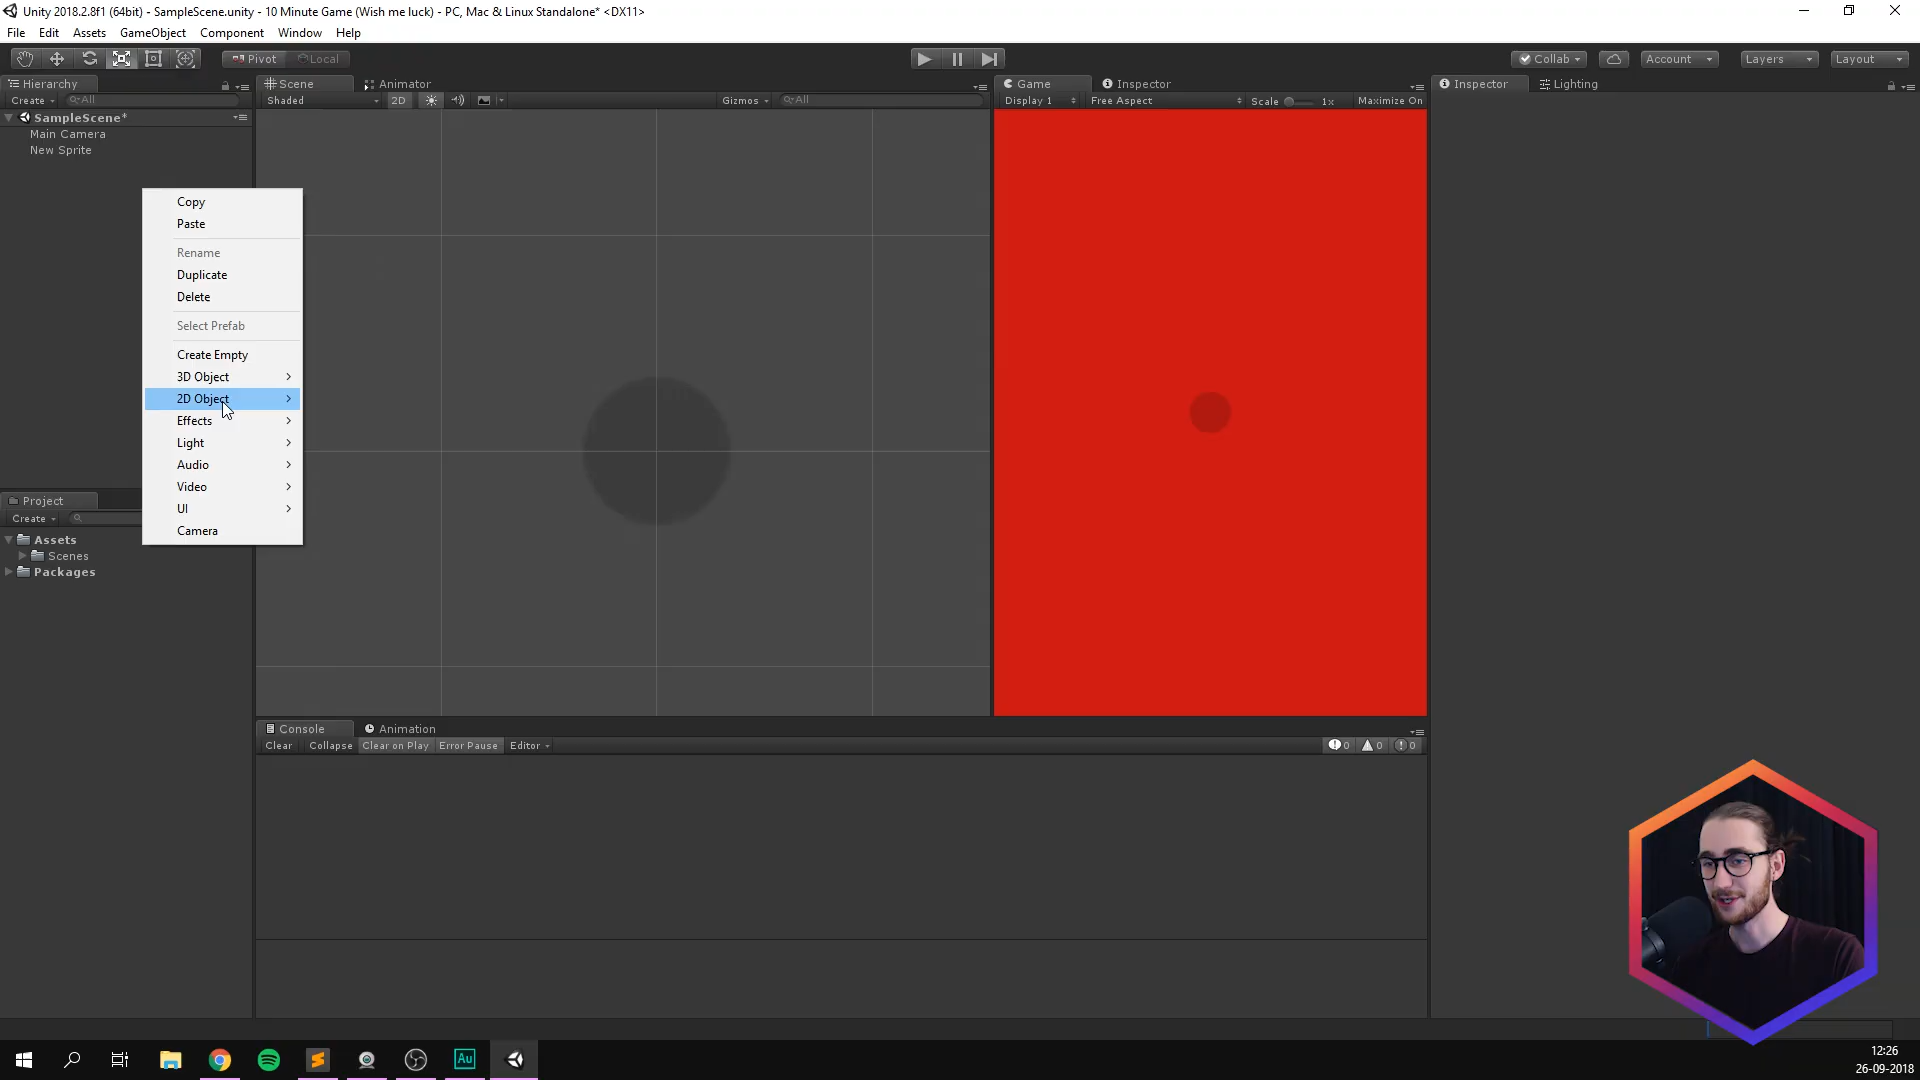 Unity 2018.2.8f1 (64bit) - SampleScene.unity - 10 Minute Game (Wish me luck) - PC, Mac & Linux Standalone* <DX11>
File Edit Assets GameObject Component Window Help
Pivot Local Collab Account Layers Layout
Hierarchy Scene Animator Game Inspector Inspector Lighting
Create All Shaded 2D Gizmos All Display 1 Free Aspect Scale 1x Maximize On
SampleScene*
Main Camera
New Sprite
Copy
Paste
Rename
Duplicate
Delete
Select Prefab
Create Empty
3D Object
2D Object
Effects
Light
Audio
Video
UI
Camera
Project
Create
Assets
Scenes
Packages
Console Animation
Clear Collapse Clear on Play Error Pause Editor 0 0 0
Au
12:26
26-09-2018